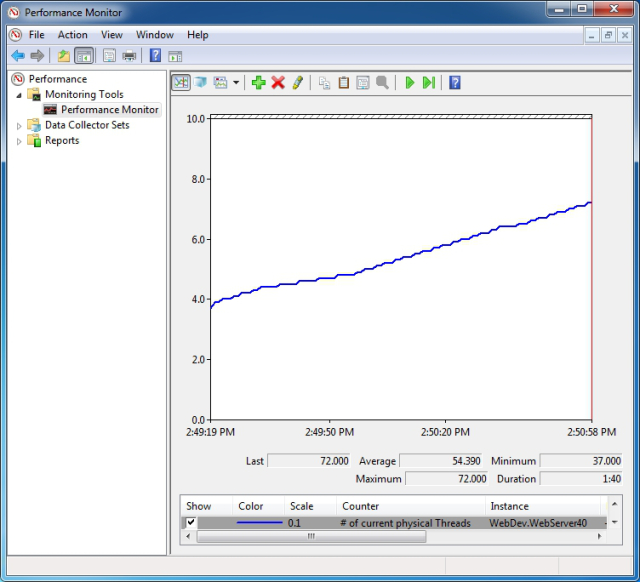 Performance Monitor
File Action View Window Help
Performance
Monitoring Tools
Performance Monitor
Data Collector Sets
Reports
10.0
8.0
6.0
4.0
2.0
0.0
2:49:19 PM 2:49:50 PM 2:50:20 PM 2:50:58 PM
Last 72.000 Average 54.390 Minimum 37.000
Maximum 72.000 Duration 1:40
Show Color Scale Counter Instance
0.1 # of current physical Threads WebDev.WebServer40